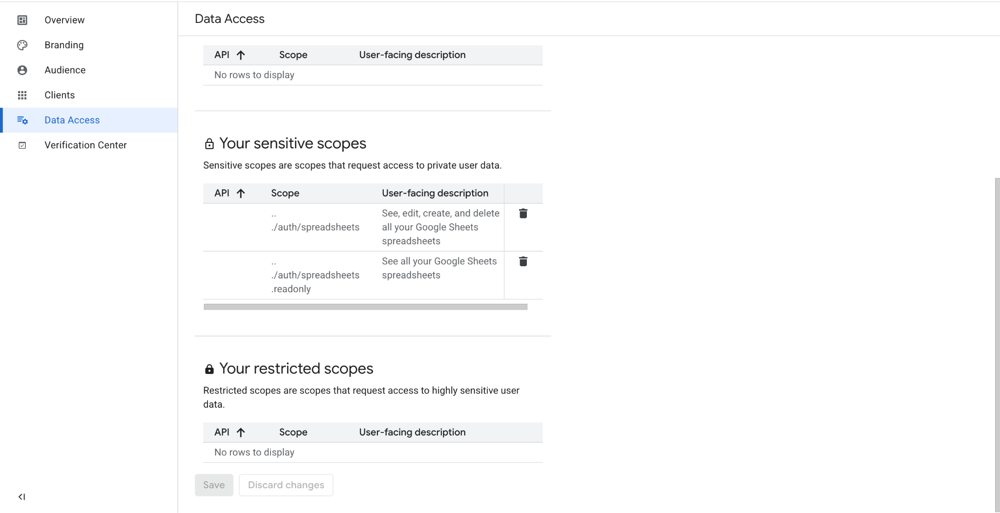 Overview
Branding
Audience
Clients
Data Access
Verification Center
Data Access
API Scope User-facing description
No rows to display
Your sensitive scopes
Sensitive scopes are scopes that request access to private user data.
API Scope User-facing description
.. See, edit, create, and delete
./auth/spreadsheets all your Google Sheets
spreadsheets
.. See all your Google Sheets
./auth/spreadsheets spreadsheets
.readonly
Your restricted scopes
Restricted scopes are scopes that request access to highly sensitive user
data.
API Scope User-facing description
No rows to display
Save Discard changes